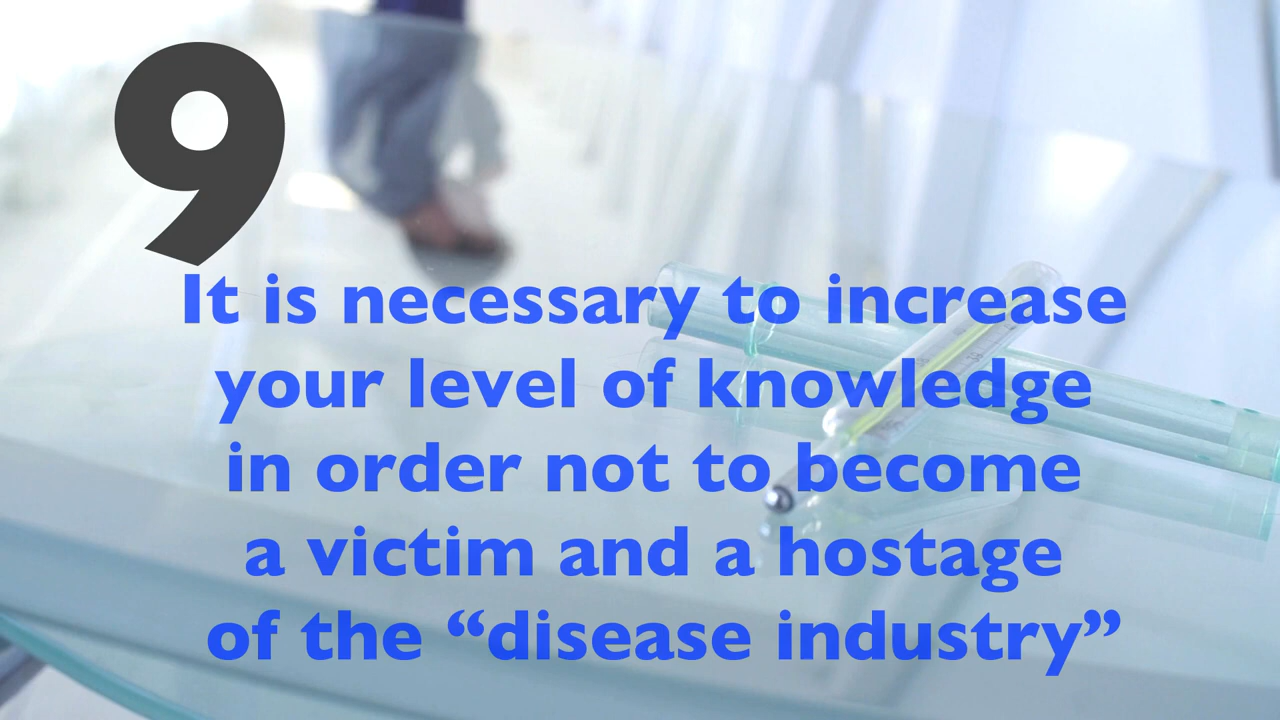 9
It is necessary to increase
your level of knowledge
in order not to become
a victim and a hostage
of the “disease industry”